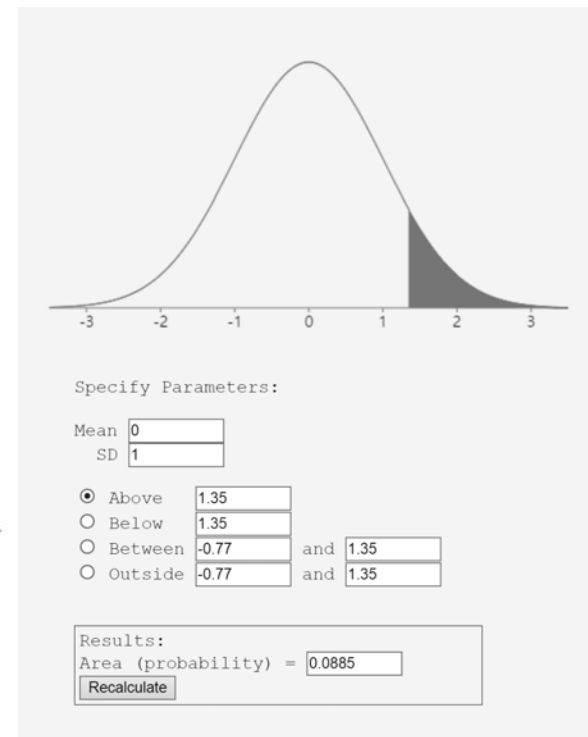 -3 -2 -1 0 1 2 3
Specify Parameters:
Mean 0
SD 1
Above 1.35
Below 1.35
Between -0.77 and 1.35
Outside -0.77 and 1.35
Results:
Area (probability) = 0.0885
Recalculate